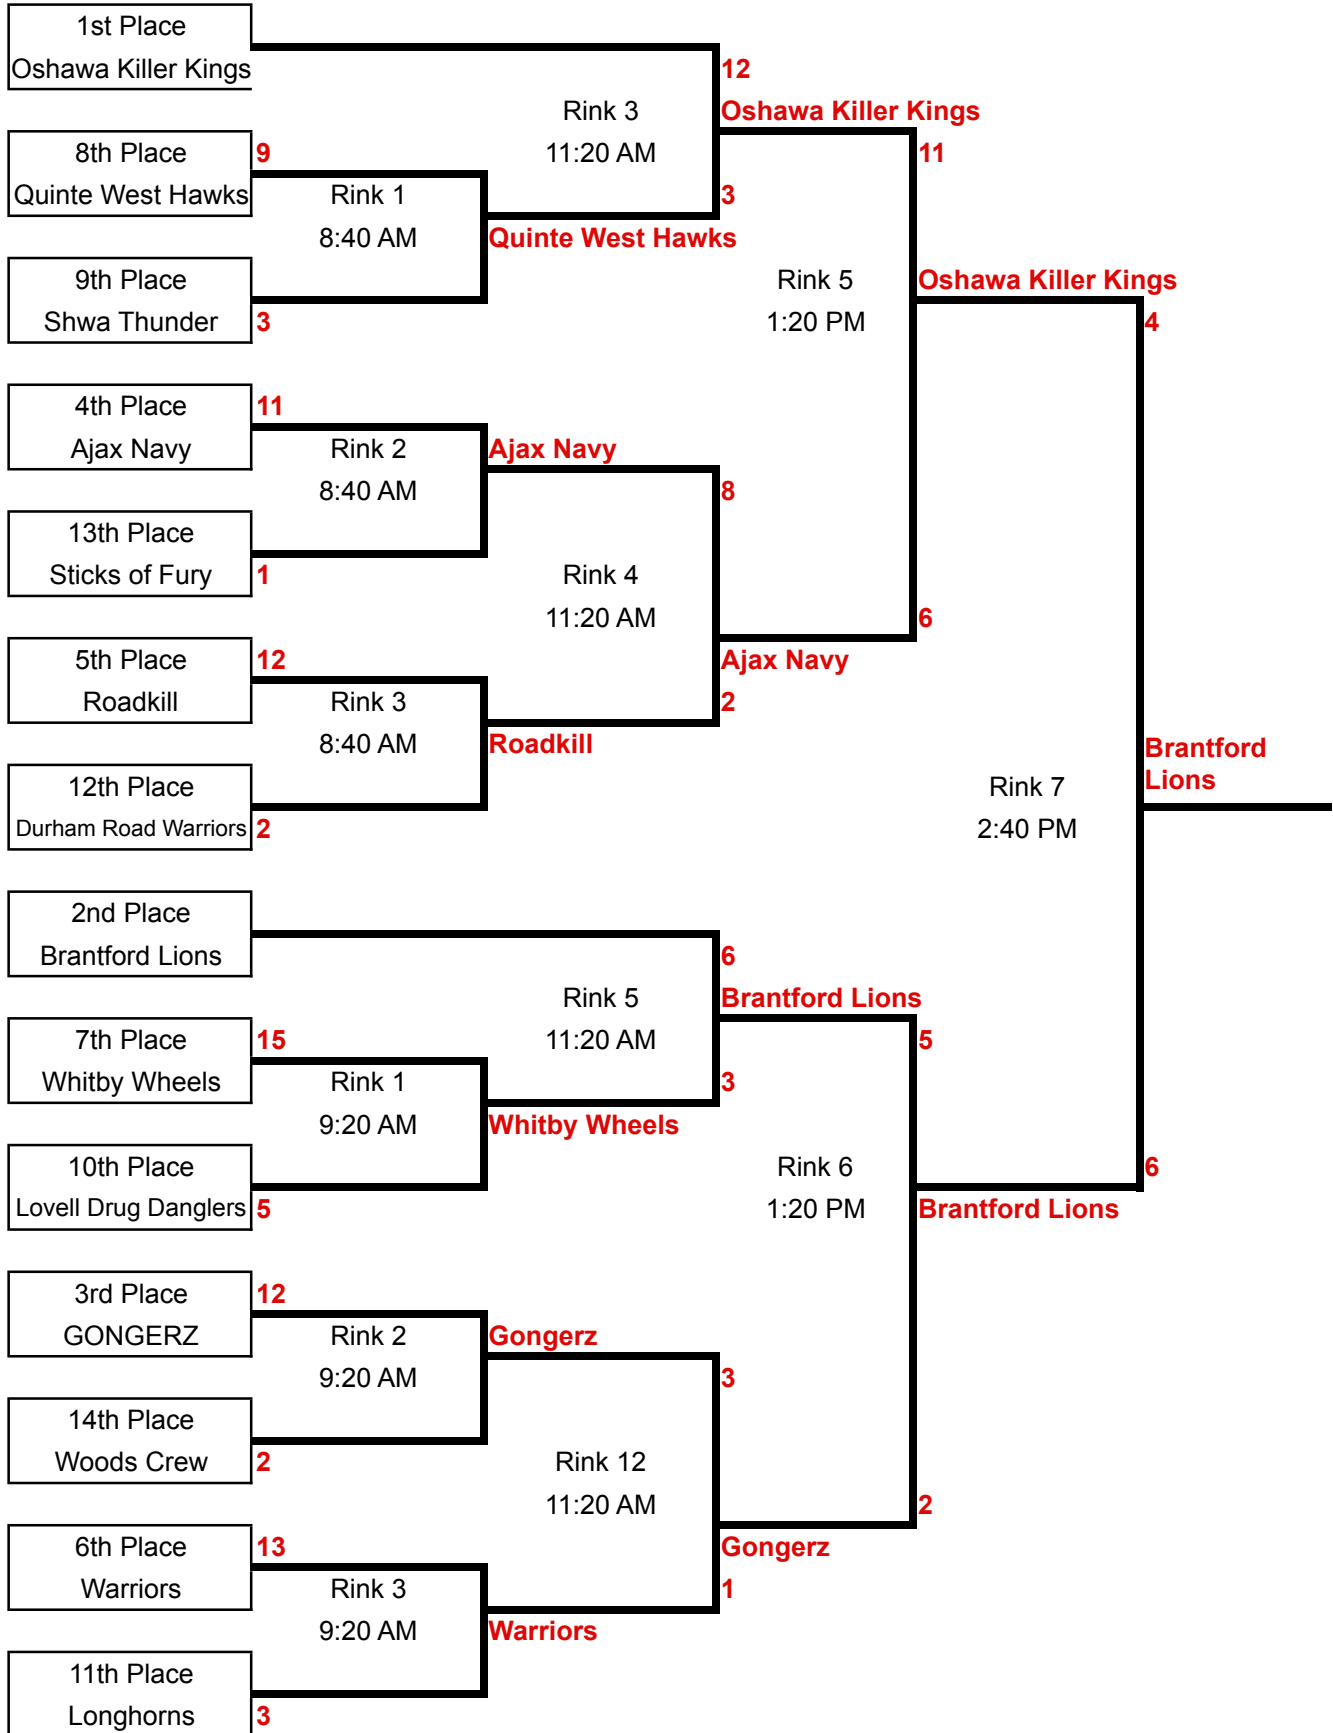 1st Place
Oshawa Killer Kings
12
Rink 3
Oshawa Killer Kings
11:20 AM
11
8th Place
9
Quinte West Hawks
Rink 1
3
8:40 AM
Quinte West Hawks
9th Place
Rink 5
Oshawa Killer Kings
Shwa Thunder
3
1:20 PM
4
4th Place
11
Ajax Navy
Rink 2
Ajax Navy
8:40 AM
8
13th Place
Sticks of Fury
1
Rink 4
11:20 AM
6
5th Place
12
Ajax Navy
Roadkill
Rink 3
2
8:40 AM
Roadkill
Brantford
Lions
12th Place
Rink 7
Durham Road Warriors
2
2:40 PM
2nd Place
Brantford Lions
6
Rink 5
Brantford Lions
7th Place
15
11:20 AM
5
Whitby Wheels
Rink 1
3
9:20 AM
Whitby Wheels
10th Place
Rink 6
6
Lovell Drug Danglers
5
1:20 PM
Brantford Lions
3rd Place
12
GONGERZ
Rink 2
Gongerz
9:20 AM
3
14th Place
Woods Crew
2
Rink 12
11:20 AM
2
6th Place
13
Gongerz
Warriors
Rink 3
1
9:20 AM
Warriors
11th Place
Longhorns
3